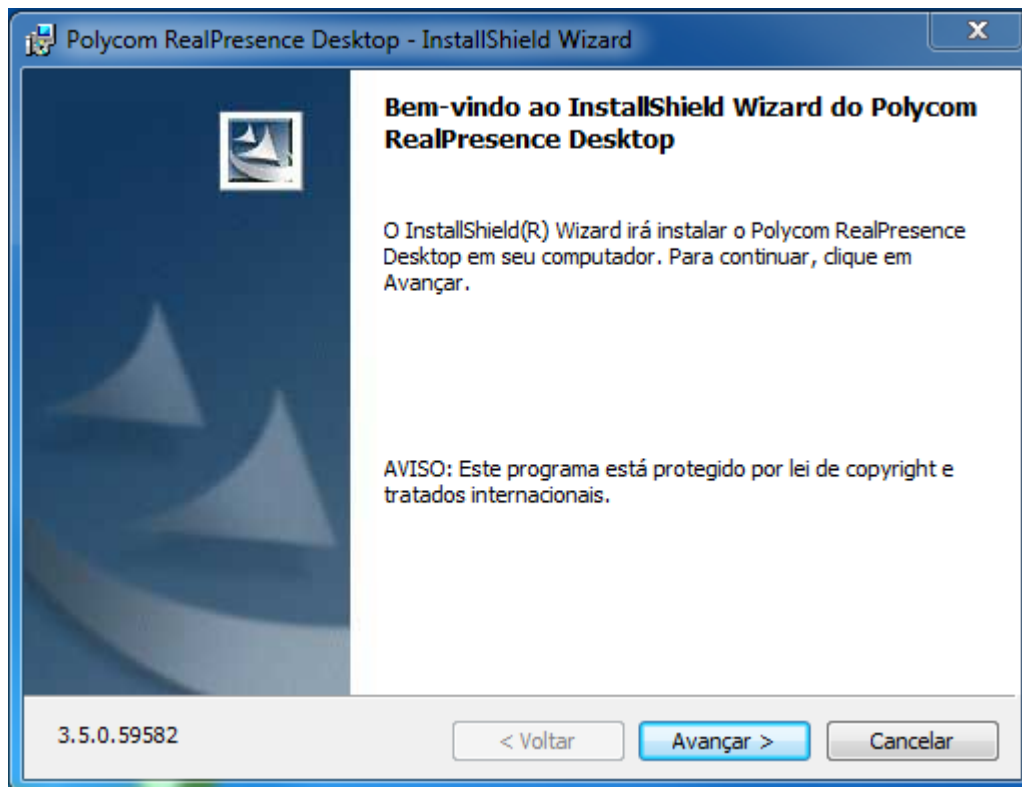 Polycom RealPresence Desktop - InstallShield Wizard
x
Bem-vindo ao InstallShield Wizard do Polycom
RealPresence Desktop
O InstallShield(R) Wizard irá instalar o Polycom RealPresence
Desktop em seu computador. Para continuar, clique em
Avançar.
AVISO: Este programa está protegido por lei de copyright e
tratados internacionais.
3.5.0.59582
< Voltar
Avançar >
Cancelar